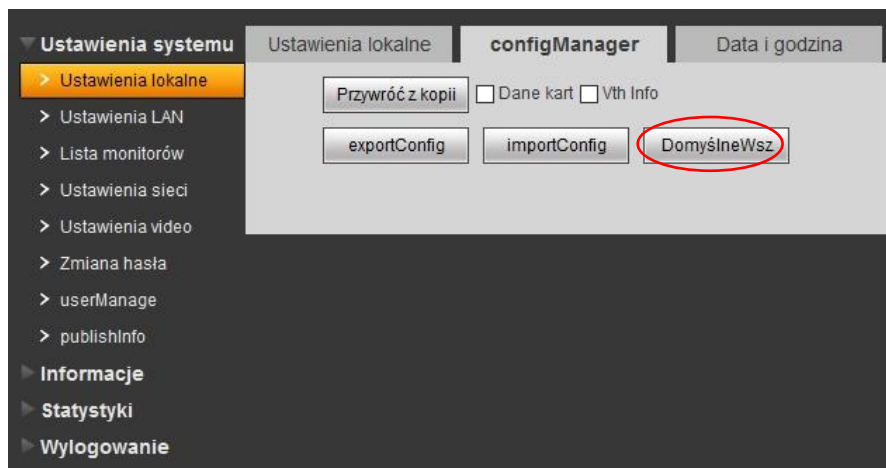 Ustawienia systemu
Ustawienia lokalne
Ustawienia LAN
Lista monitorów
Ustawienia sieci
Ustawienia video
Zmiana hasła
userManage
publishInfo
Informacje
Statystyki
Wylogowanie
Ustawienia lokalne configManager Data i godzina
Przywróć z kopii Dane kart Vth Info
exportConfig importConfig DomyślneWsz